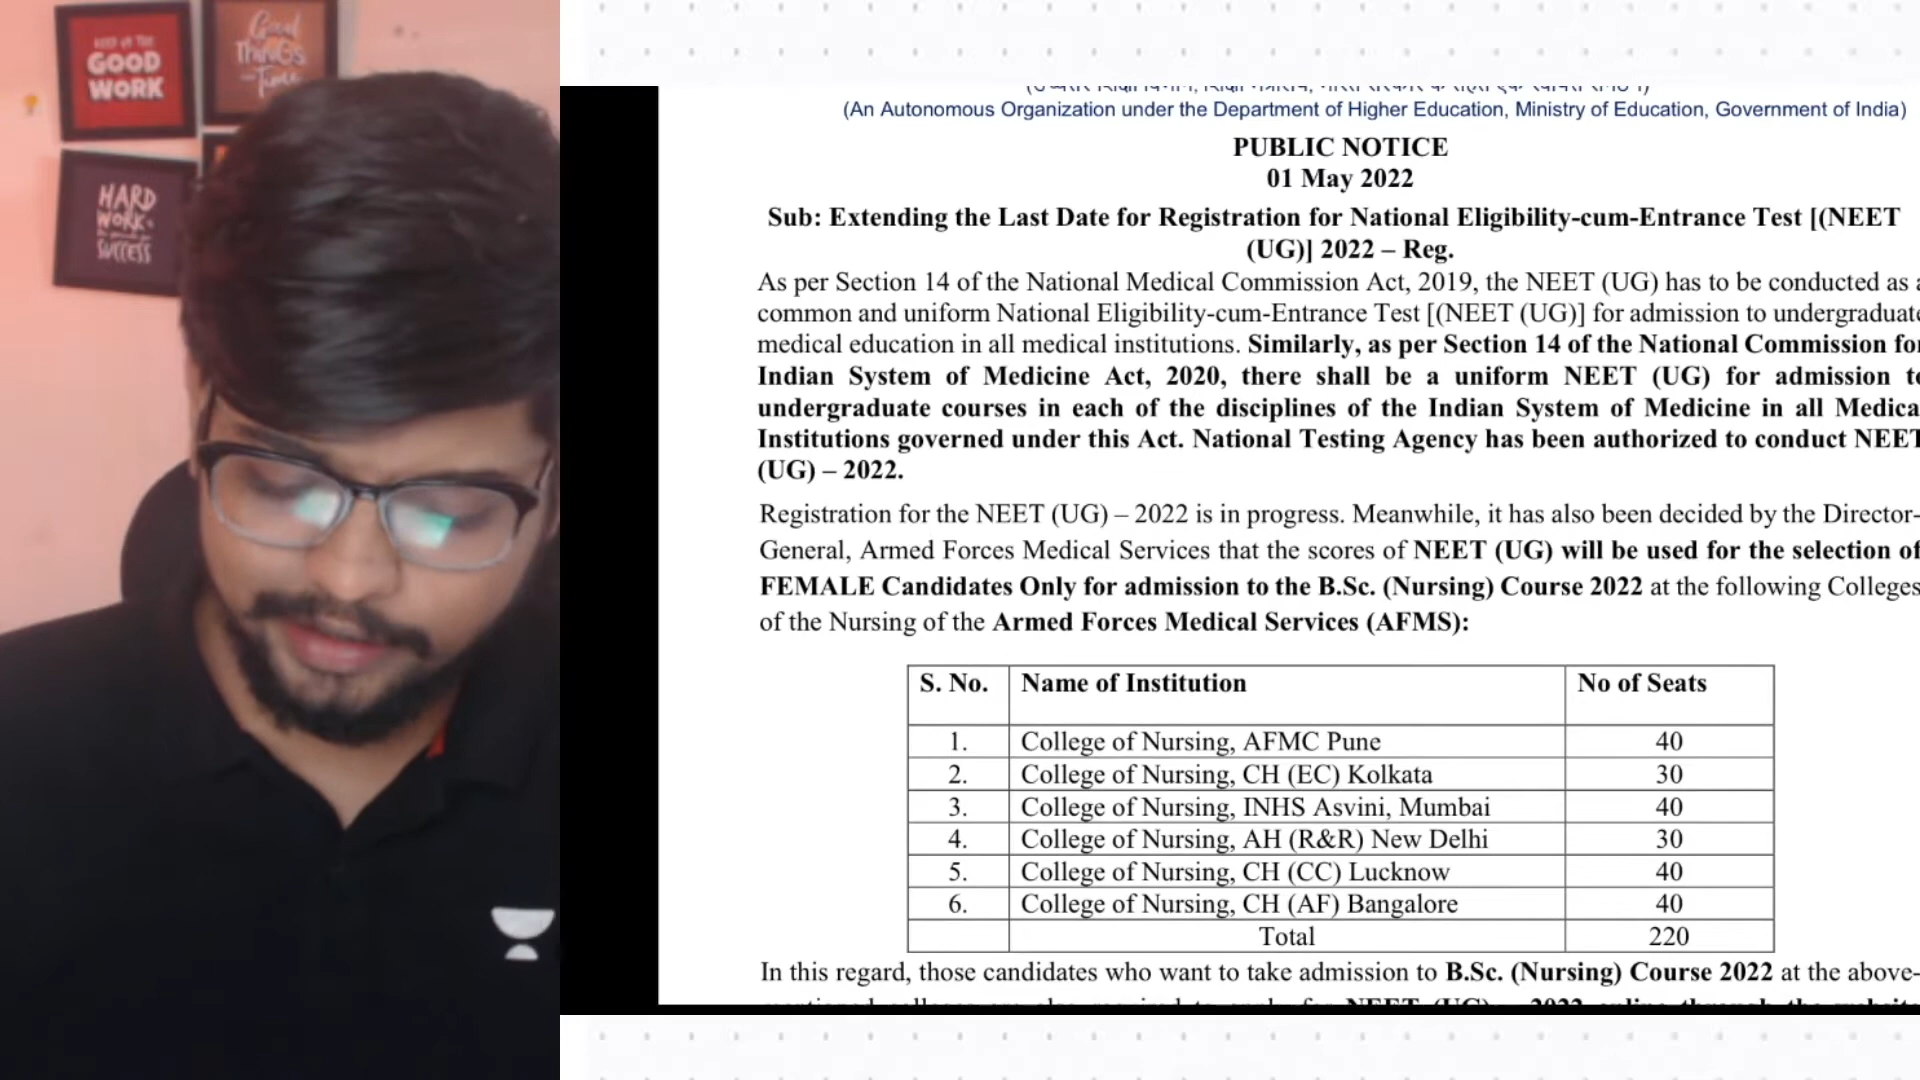 KEEP UP THE
GOOD
WORK
Good
THINGS
Time
HARD
WORK
SUCCESS
(An Autonomous Organization under the Department of Higher Education, Ministry of Education, Government of India)
PUBLIC NOTICE
01 May 2022
Sub: Extending the Last Date for Registration for National Eligibility-cum-Entrance Test [(NEET
(UG)] 2022 – Reg.
As per Section 14 of the National Medical Commission Act, 2019, the NEET (UG) has to be conducted as a
common and uniform National Eligibility-cum-Entrance Test [(NEET (UG)] for admission to undergraduate
medical education in all medical institutions. Similarly, as per Section 14 of the National Commission for
Indian System of Medicine Act, 2020, there shall be a uniform NEET (UG) for admission to
undergraduate courses in each of the disciplines of the Indian System of Medicine in all Medica
Institutions governed under this Act. National Testing Agency has been authorized to conduct NEET
(UG) – 2022.
Registration for the NEET (UG) – 2022 is in progress. Meanwhile, it has also been decided by the Director-
General, Armed Forces Medical Services that the scores of NEET (UG) will be used for the selection of
FEMALE Candidates Only for admission to the B.Sc. (Nursing) Course 2022 at the following Colleges
of the Nursing of the Armed Forces Medical Services (AFMS):
S. No. Name of Institution No of Seats
1. College of Nursing, AFMC Pune 40
2. College of Nursing, CH (EC) Kolkata 30
3. College of Nursing, INHS Asvini, Mumbai 40
4. College of Nursing, AH (R&R) New Delhi 30
5. College of Nursing, CH (CC) Lucknow 40
6. College of Nursing, CH (AF) Bangalore 40
Total 220
In this regard, those candidates who want to take admission to B.Sc. (Nursing) Course 2022 at the above-